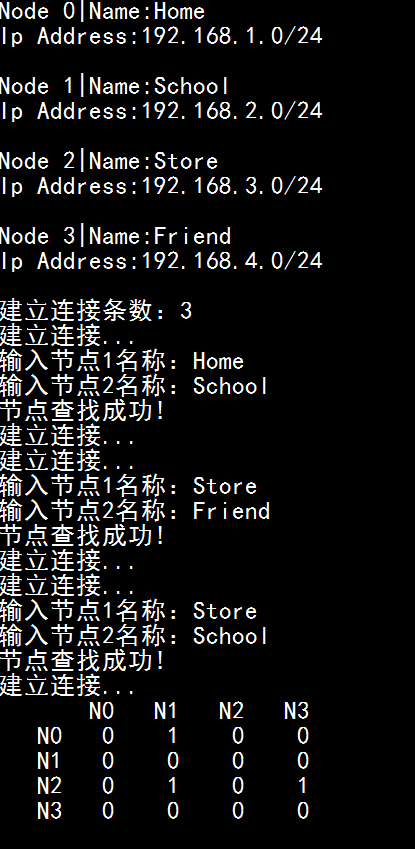 Node 0|Name:Home
Ip Address:192.168.1.0/24
Node 1|Name:School
Ip Address:192.168.2.0/24
Node 2|Name:Store
Ip Address:192.168.3.0/24
Node 3|Name:Friend
Ip Address:192.168.4.0/24
建立连接条数：3
建立连接...
输入节点1名称：Home
输入节点2名称：School
节点查找成功!
建立连接...
建立连接...
输入节点1名称：Store
输入节点2名称：Friend
节点查找成功!
建立连接...
建立连接...
输入节点1名称：Store
输入节点2名称：School
节点查找成功!
建立连接...
N0 N1 N2 N3
N0 0 1 0 0
N1 0 0 0 0
N2 0 1 0 1
N3 0 0 0 0